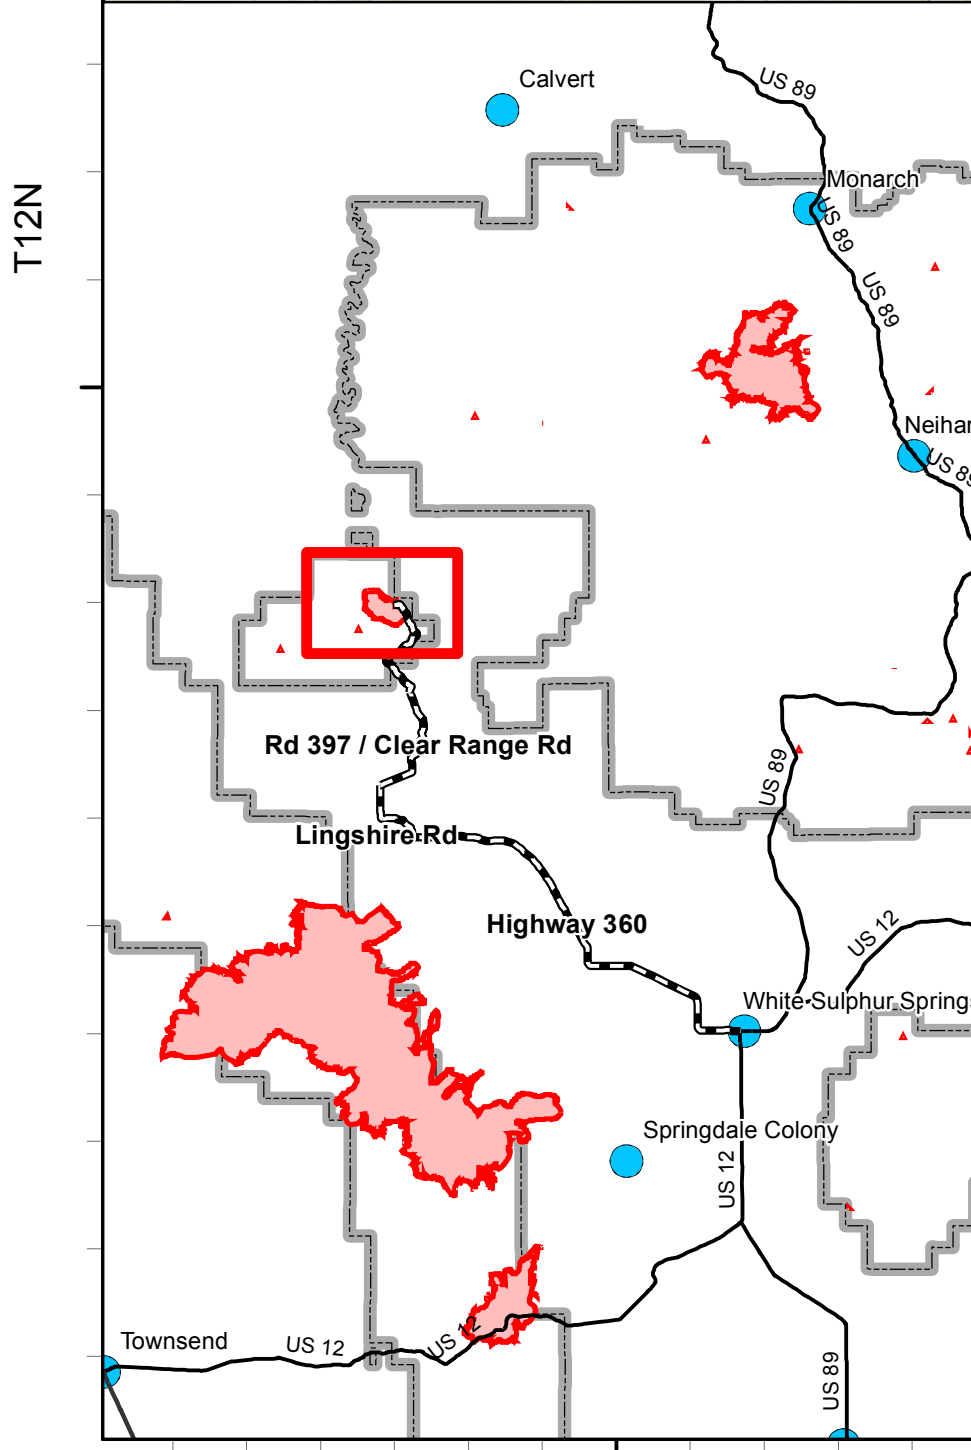 Calvert
US 89
T12N
Monarch
US 89
US 89
Neihar
US 89
Rd 397 / Clear Range Rd
US 89
Lingshire Rd
Highway 360
US 12
White Sulphur Springs
Springdale Colony
US 12
Townsend
US 12
US 12
US 89